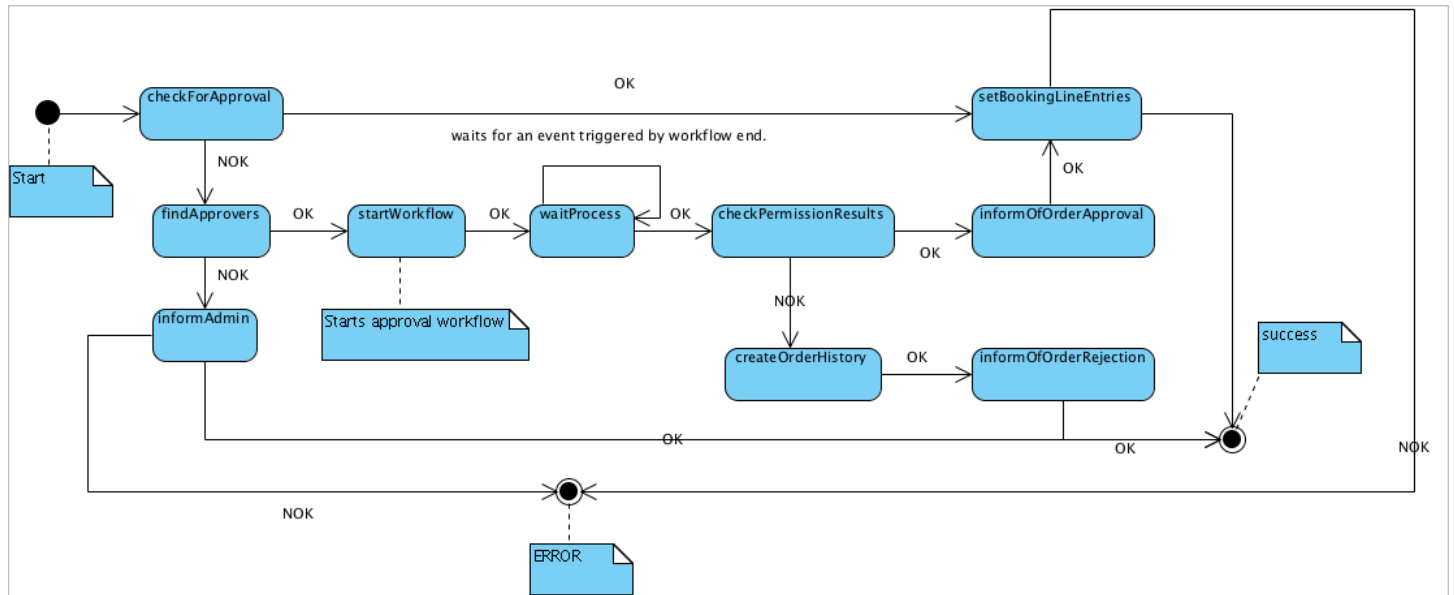 OK
checkForApproval
setBookingLineEntries
waits for an event triggered by workflow end.
NOK
OK
Start
findApprovers
OK
startWorkflow
OK
waitProcess
OK
checkPermissionResults
OK
informOfOrderApproval
NOK
NOK
informAdmin
Starts approval workflow
success
createOrderHistory
OK
informOfOrderRejection
OK
OK
NOK
NOK
ERROR